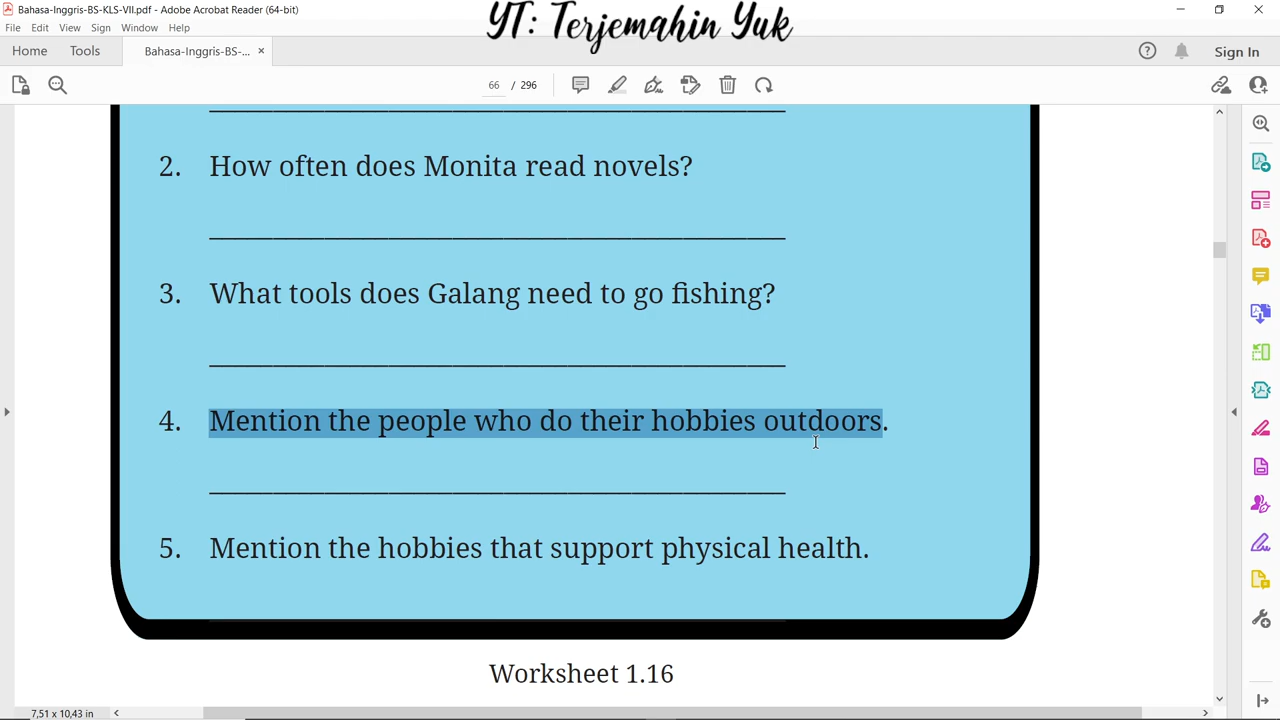 Bahasa-Inggris-BS-KLS-VII.pdf - Adobe Acrobat Reader (64-bit)
YT: Terjemahin Yuk
File Edit View Sign Window Help
Home Tools Bahasa-Inggris-BS-... × Sign In
66 / 296
2. How often does Monita read novels?
3. What tools does Galang need to go fishing?
4. Mention the people who do their hobbies outdoors.
5. Mention the hobbies that support physical health.
Worksheet 1.16
7,51 x 10,43 in